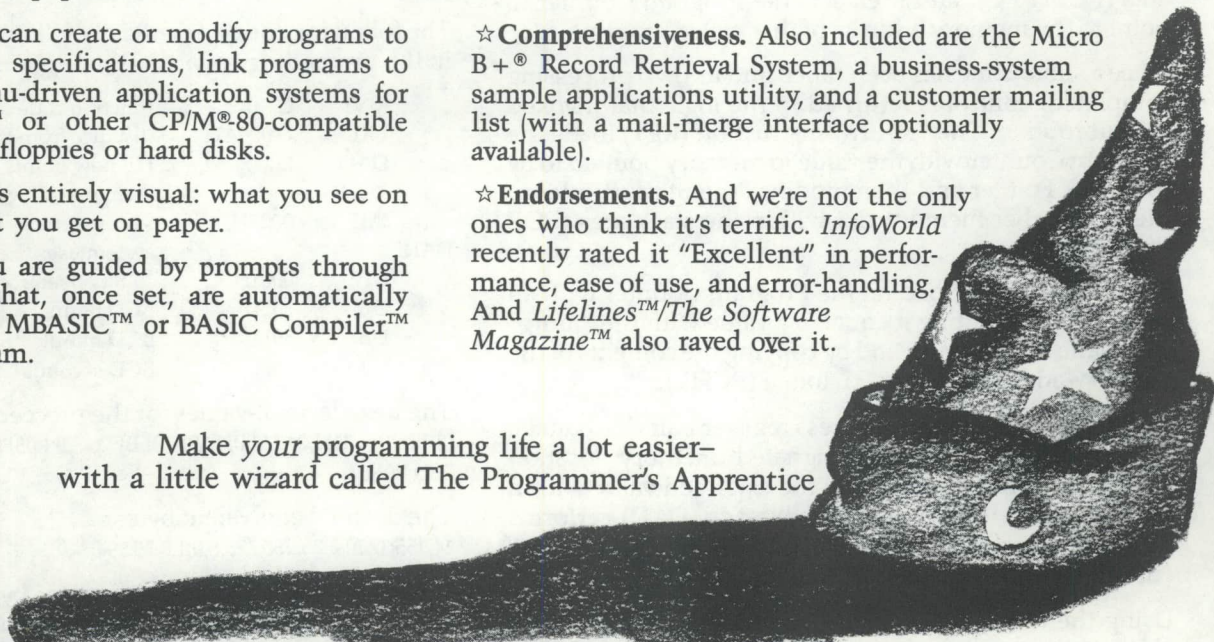 can create or modify programs to
specifications, link programs to
u-driven application systems for
or other CP/M®-80-compatible
floppies or hard disks.
s entirely visual: what you see on
t you get on paper.
u are guided by prompts through
hat, once set, are automatically
MBASIC™ or BASIC Compiler™
am.
☆Comprehensiveness. Also included are the Micro
B+® Record Retrieval System, a business-system
sample applications utility, and a customer mailing
list (with a mail-merge interface optionally
available).
☆Endorsements. And we're not the only
ones who think it's terrific. InfoWorld
recently rated it "Excellent" in perfor-
mance, ease of use, and error-handling.
And Lifelines™/The Software
Magazine™ also raved over it.
Make your programming life a lot easier–
with a little wizard called The Programmer's Apprentice